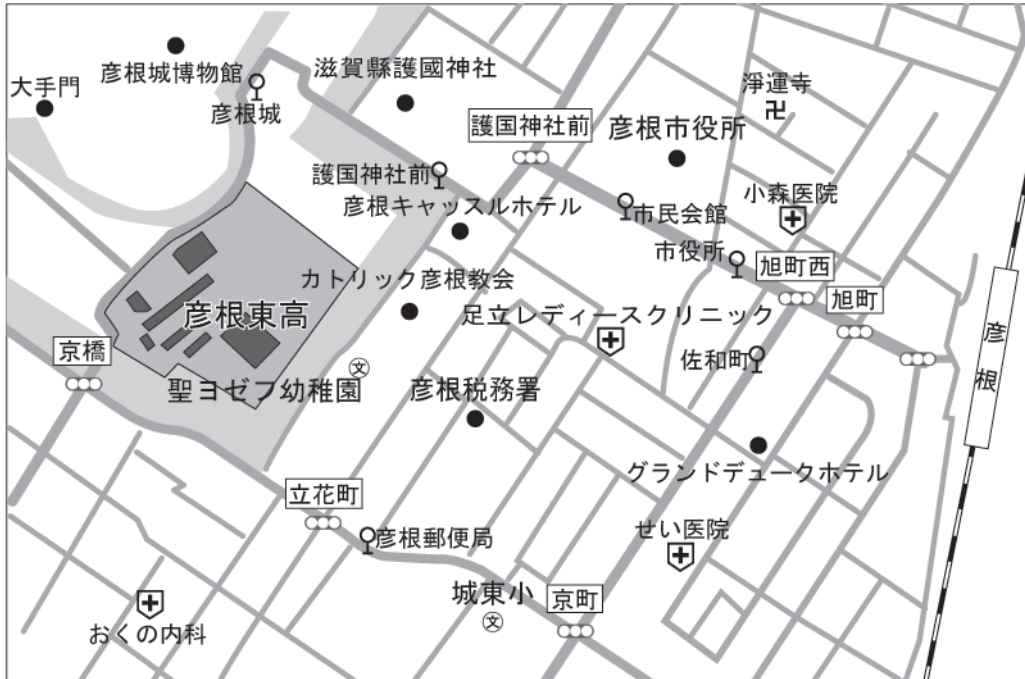 彦根城博物館
大手門
彦根城
滋賀縣護國神社
護国神社前
彦根市役所
淨運寺
卍
護国神社前
彦根キャッスルホテル
市民会館
小森医院
市役所
旭町西
カトリック彦根教会
足立レディースクリニック
旭町
彦根東高
京橋
佐和町
彦根
文
聖ヨゼフ幼稚園
彦根税務署
グランドデュークホテル
立花町
彦根郵便局
せい医院
城東小
文
京町
おくの内科